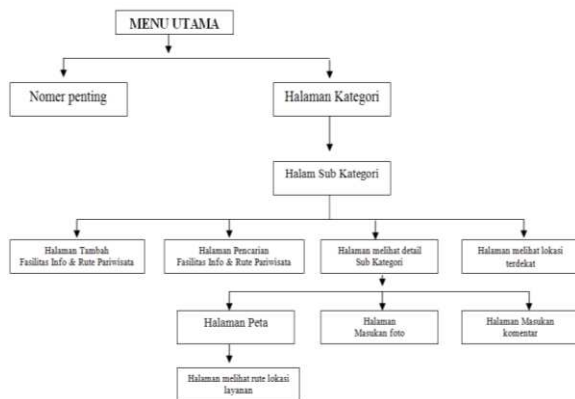 MENU UTAMA
Nomer penting
Halaman Kategori
Halam Sub Kategori
Halaman Tambah
Fasilitas Info & Rute Pariwisata
Halaman Pencarian
Fasilitas Info & Rute Pariwisata
Halaman melihat detail
Sub Kategori
Halaman melihat lokasi
terdekat
Halaman Peta
Halaman
Masukan foto
Halaman Masukan
komentar
Halaman melihat rute lokasi
layanan